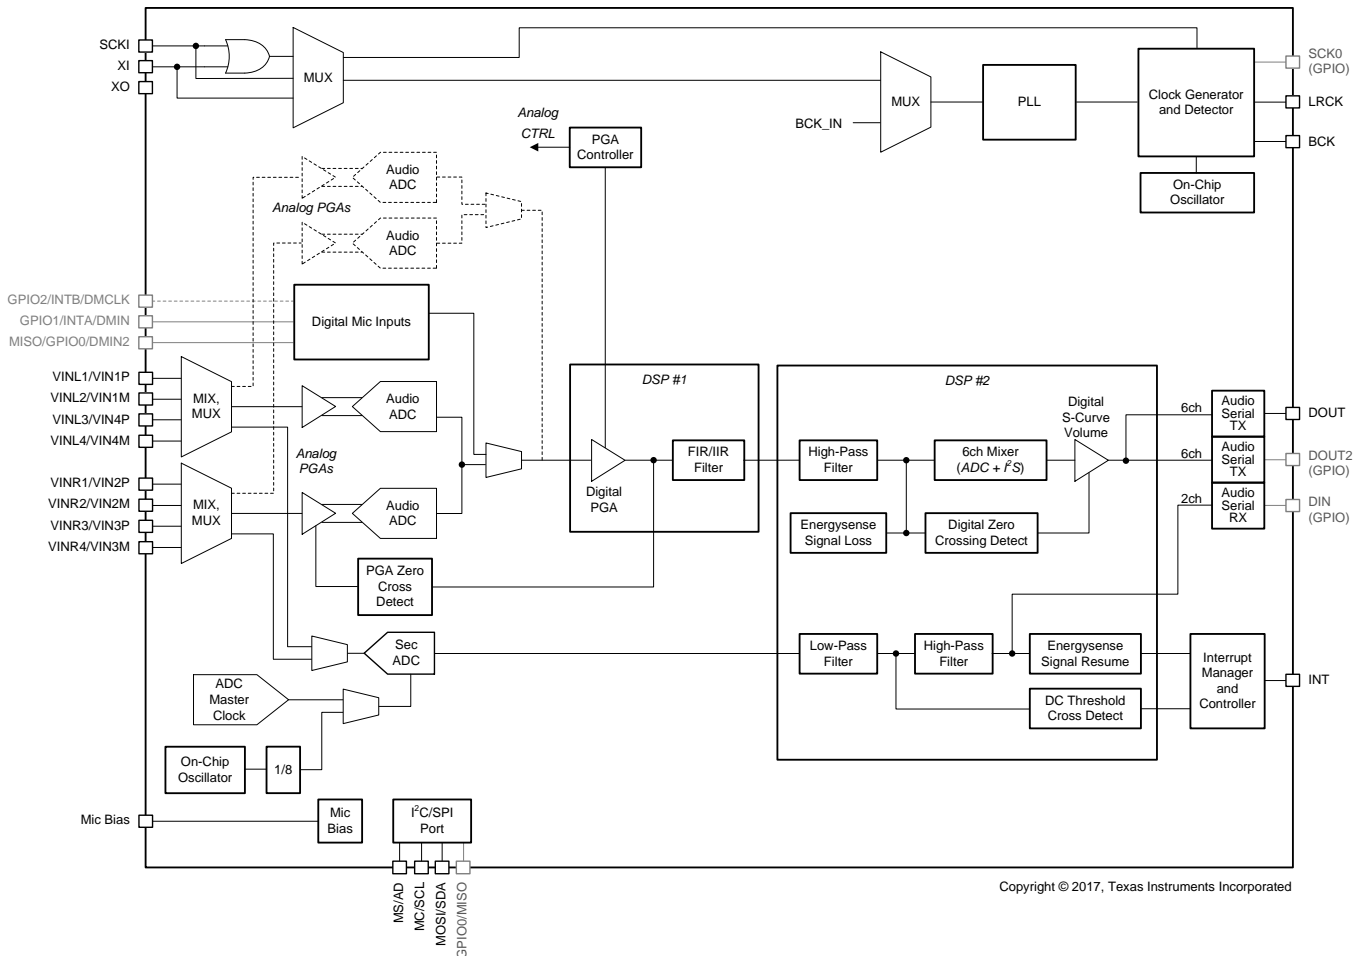 SCKI
XI
XO
MUX
Analog
CTRL
PGA
Controller
BCK_IN
MUX
PLL
Clock Generator
and Detector
SCK0
(GPIO)
LRCK
BCK
On-Chip
Oscillator
Audio
ADC
Analog PGAs
Audio
ADC
GPIO2/INTB/DMCLK
GPIO1/INTA/DMIN
MISO/GPIO0/DMIN2
Digital Mic Inputs
VINL1/VIN1P
VINL2/VIN1M
VINL3/VIN4P
VINL4/VIN4M
MIX,
MUX
Audio
ADC
Analog
PGAs
VINR1/VIN2P
VINR2/VIN2M
VINR3/VIN3P
VINR4/VIN3M
MIX,
MUX
Audio
ADC
PGA Zero
Cross
Detect
DSP #1
Digital
PGA
FIR/IIR
Filter
DSP #2
High-Pass
Filter
6ch Mixer
(ADC + I²S)
Digital
S-Curve
Volume
Energysense
Signal Loss
Digital Zero
Crossing Detect
6ch
Audio
Serial
TX
DOUT
6ch
Audio
Serial
TX
DOUT2
(GPIO)
2ch
Audio
Serial
RX
DIN
(GPIO)
Sec
ADC
Low-Pass
Filter
High-Pass
Filter
Energysense
Signal Resume
DC Threshold
Cross Detect
Interrupt
Manager
and
Controller
INT
ADC
Master
Clock
On-Chip
Oscillator
1/8
Mic Bias
Mic
Bias
I²C/SPI
Port
MS/AD
MC/SCL
MOSI/SDA
GPIO0/MISO
Copyright © 2017, Texas Instruments Incorporated